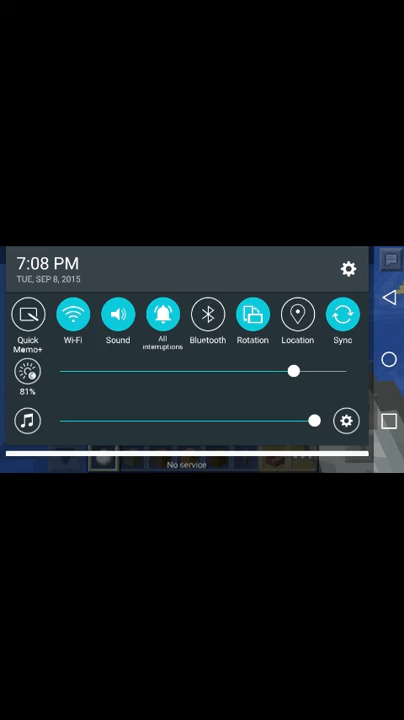 7:08 PM
TUE, SEP 8, 2015
Quick Memo+
Wi-Fi
Sound
All interruptions
Bluetooth
Rotation
Location
Sync
81%
No service